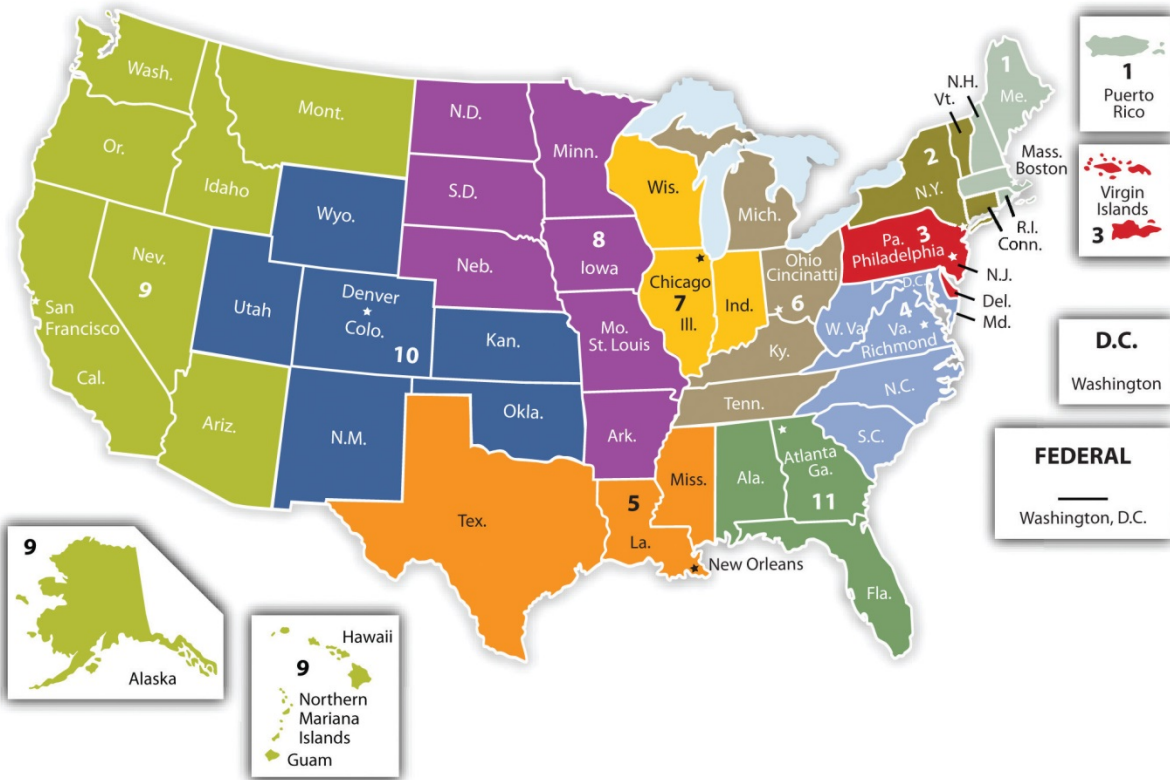 Wash.
Or.
Idaho
Mont.
Wyo.
Nev.
9
San
Francisco
Cal.
Utah
Ariz.
Denver
Colo.
10
N.M.
Kan.
Okla.
N.D.
S.D.
Neb.
Minn.
8
Iowa
Mo.
St. Louis
Ark.
Wis.
Chicago
7
Ill.
Ind.
Mich.
Ohio
Cincinatti
6
Ky.
Tenn.
Tex.
5
La.
New Orleans
Miss.
Ala.
Atlanta
Ga.
11
Fla.
S.C.
N.C.
W. Va.
4
Va.
Richmond
D.C.
Pa.
3
Philadelphia
2
N.Y.
Vt.
N.H.
1
Me.
Mass.
Boston
R.I.
Conn.
N.J.
Del.
Md.
1
Puerto
Rico
Virgin
Islands
3
D.C.
Washington
FEDERAL
Washington, D.C.
9
Alaska
Hawaii
9
Northern
Mariana
Islands
Guam